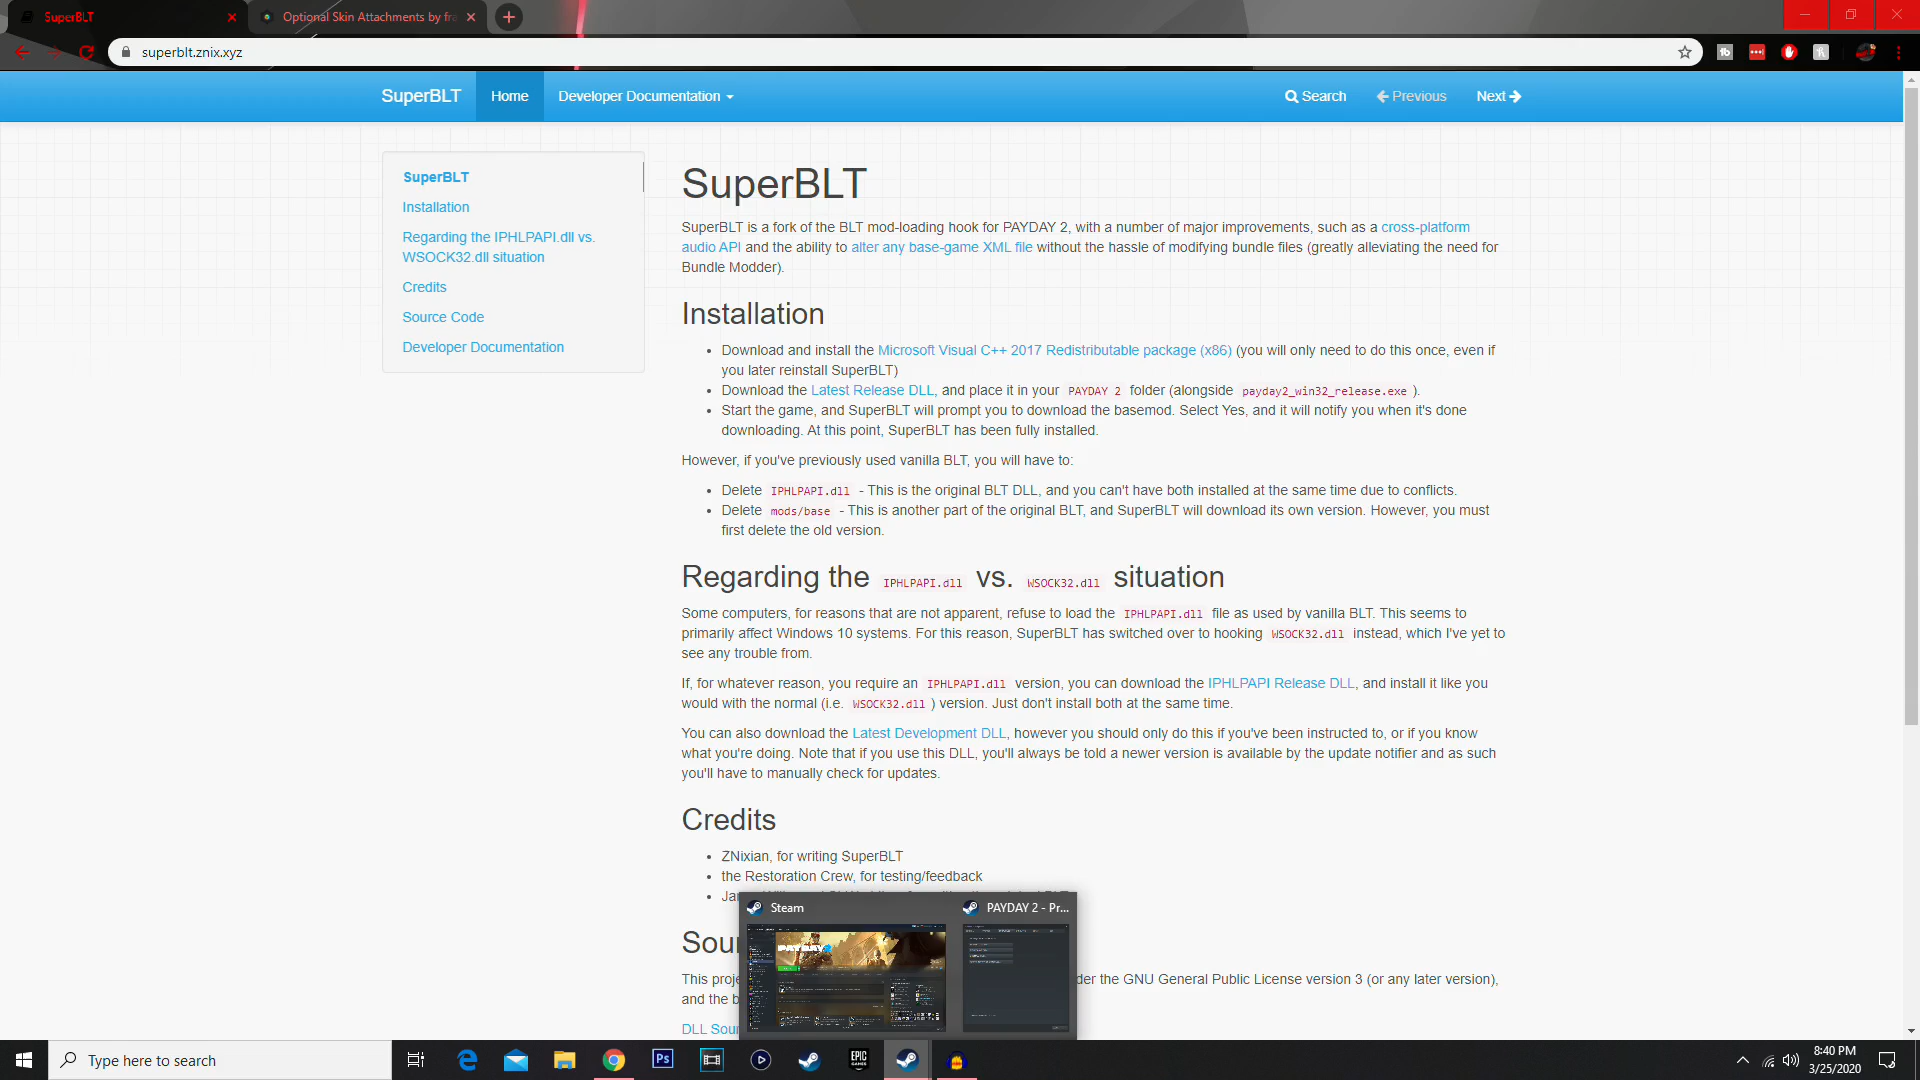 SuperBLT
Optional Skin Attachments by fra
superblt.znix.xyz
SuperBLT
Home
Developer Documentation
Search
Previous
Next
SuperBLT
Installation
Regarding the IPHLPAPI.dll vs.
WSOCK32.dll situation
Credits
Source Code
Developer Documentation
SuperBLT
SuperBLT is a fork of the BLT mod-loading hook for PAYDAY 2, with a number of major improvements, such as a cross-platform
audio API and the ability to alter any base-game XML file without the hassle of modifying bundle files (greatly alleviating the need for
Bundle Modder).
Installation
• Download and install the Microsoft Visual C++ 2017 Redistributable package (x86) (you will only need to do this once, even if
you later reinstall SuperBLT)
• Download the Latest Release DLL, and place it in your PAYDAY 2 folder (alongside payday2_win32_release.exe ).
• Start the game, and SuperBLT will prompt you to download the basemod. Select Yes, and it will notify you when it's done
downloading. At this point, SuperBLT has been fully installed.
However, if you've previously used vanilla BLT, you will have to:
• Delete IPHLPAPI.dll - This is the original BLT DLL, and you can't have both installed at the same time due to conflicts.
• Delete mods/base - This is another part of the original BLT, and SuperBLT will download its own version. However, you must
first delete the old version.
Regarding the IPHLPAPI.dll vs. WSOCK32.dll situation
Some computers, for reasons that are not apparent, refuse to load the IPHLPAPI.dll file as used by vanilla BLT. This seems to
primarily affect Windows 10 systems. For this reason, SuperBLT has switched over to hooking WSOCK32.dll instead, which I've yet to
see any trouble from.
If, for whatever reason, you require an IPHLPAPI.dll version, you can download the IPHLPAPI Release DLL, and install it like you
would with the normal (i.e. WSOCK32.dll ) version. Just don't install both at the same time.
You can also download the Latest Development DLL, however you should only do this if you've been instructed to, or if you know
what you're doing. Note that if you use this DLL, you'll always be told a newer version is available by the update notifier and as such
you'll have to manually check for updates.
Credits
• ZNixian, for writing SuperBLT
• the Restoration Crew, for testing/feedback
• Ja
Steam
PAYDAY 2 - Pr...
PAYDAY 2
Sour
This proje
der the GNU General Public License version 3 (or any later version),
and the b
DLL Sour
Type here to search
Ps
EPIC
GAMES
8:40 PM
3/25/2020